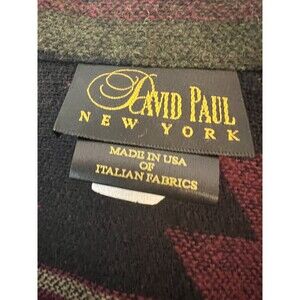 DAVID PAUL
NEW YORK
MADE IN USA
OF
ITALIAN FABRICS